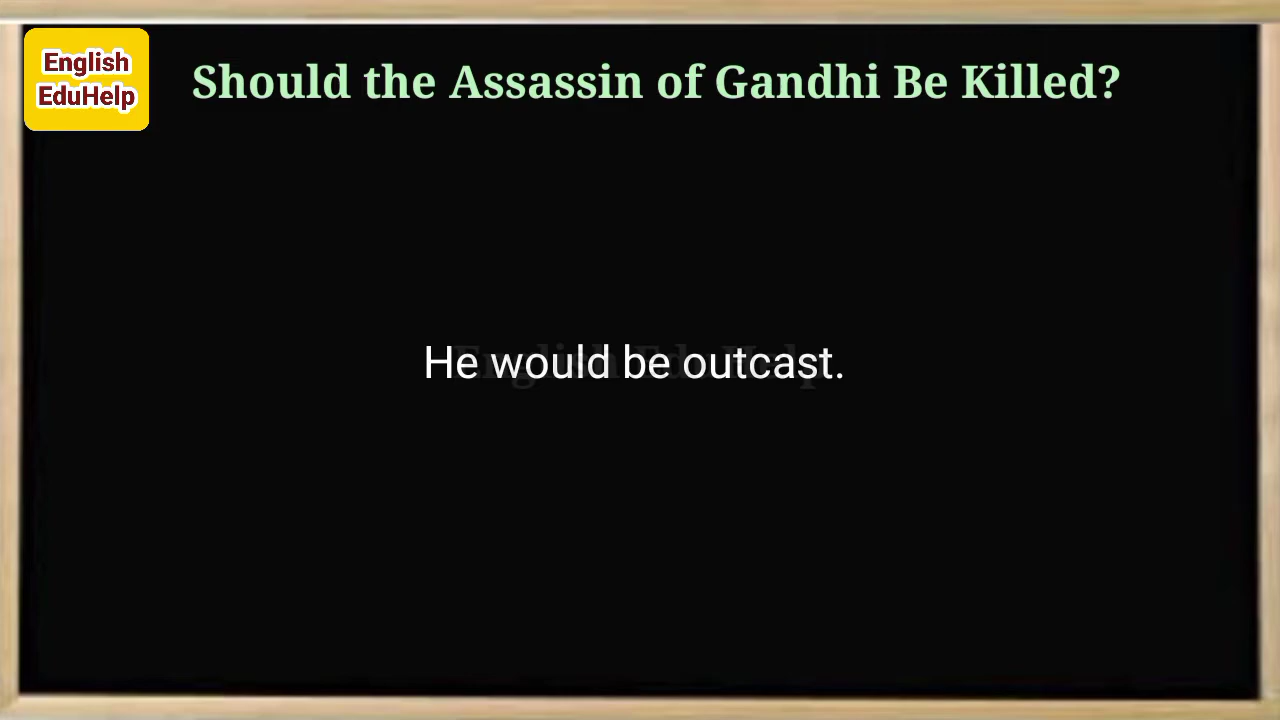 English
EduHelp
Should the Assassin of Gandhi Be Killed?
He would be outcast.